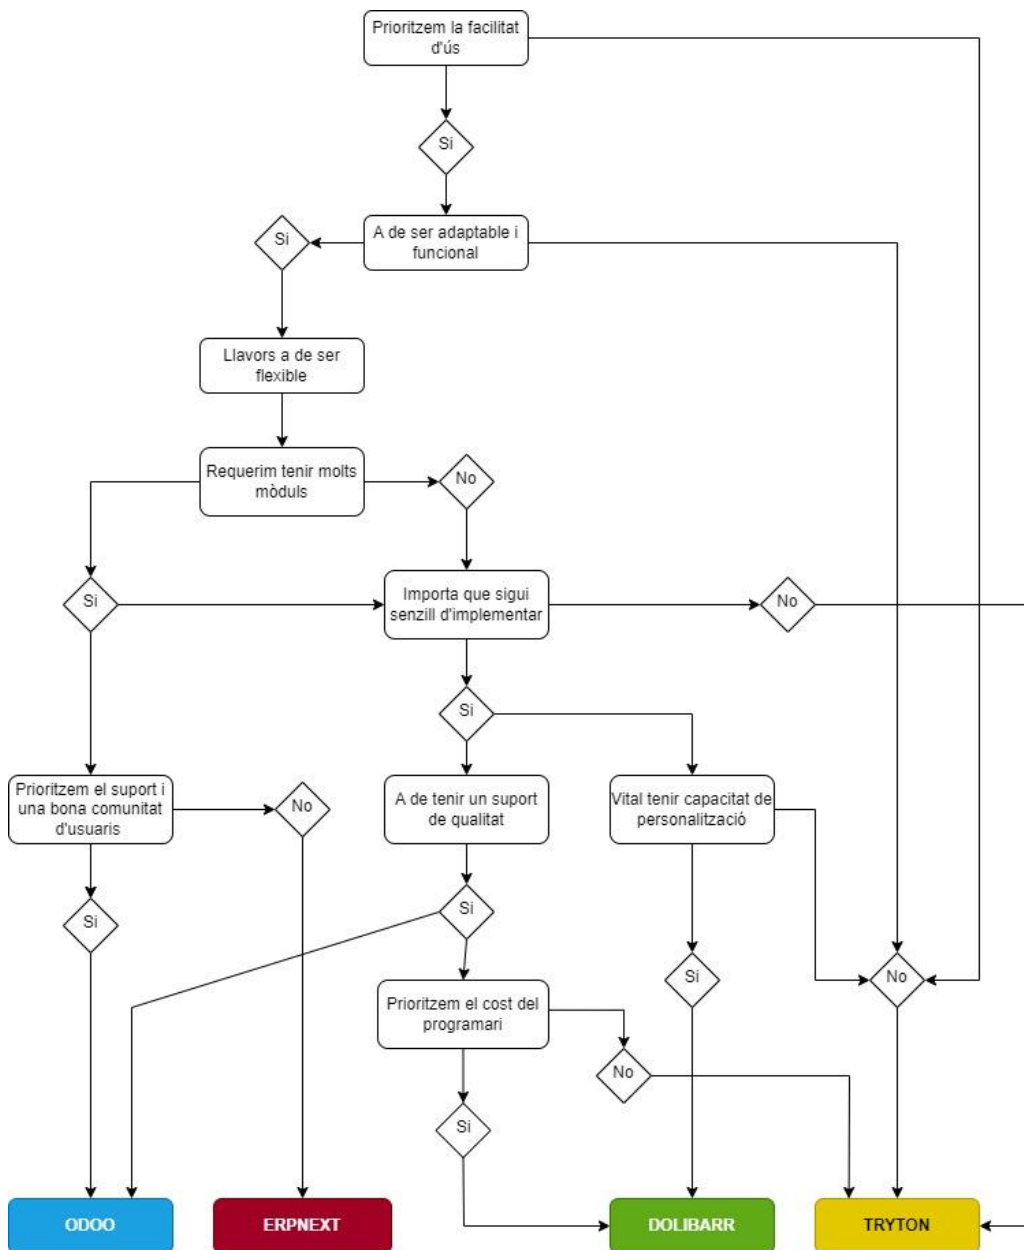 Prioritzem la facilitat
d'ús
Si
Si
A de ser adaptable i
funcional
Llavors a de ser
flexible
Requerim tenir molts
mòduls
No
Si
Importa que sigui
senzill d'implementar
No
Si
Prioritzem el suport i
una bona comunitat
d'usuaris
No
A de tenir un suport
de qualitat
Vital tenir capacitat de
personalització
Si
Si
Si
No
Prioritzem el cost del
programari
No
Si
ODOO
ERPNEXT
DOLIBARR
TRYTON